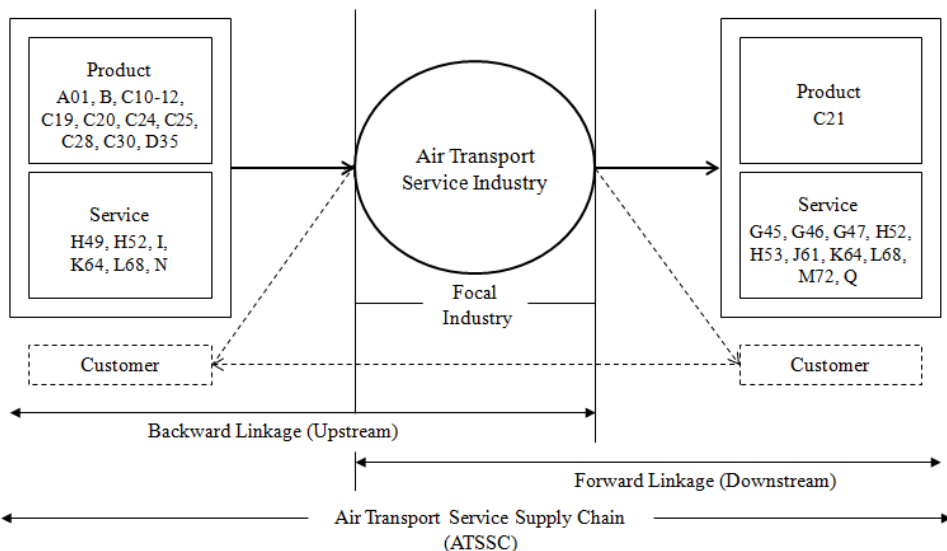 Product
A01, B, C10-12,
C19, C20, C24, C25,
C28, C30, D35
Service
H49, H52, I,
K64, L68, N
Customer
Air Transport
Service Industry
Focal
Industry
Product
C21
Service
G45, G46, G47, H52,
H53, J61, K64, L68,
M72, Q
Customer
Backward Linkage (Upstream)
Forward Linkage (Downstream)
Air Transport Service Supply Chain
(ATSSC)